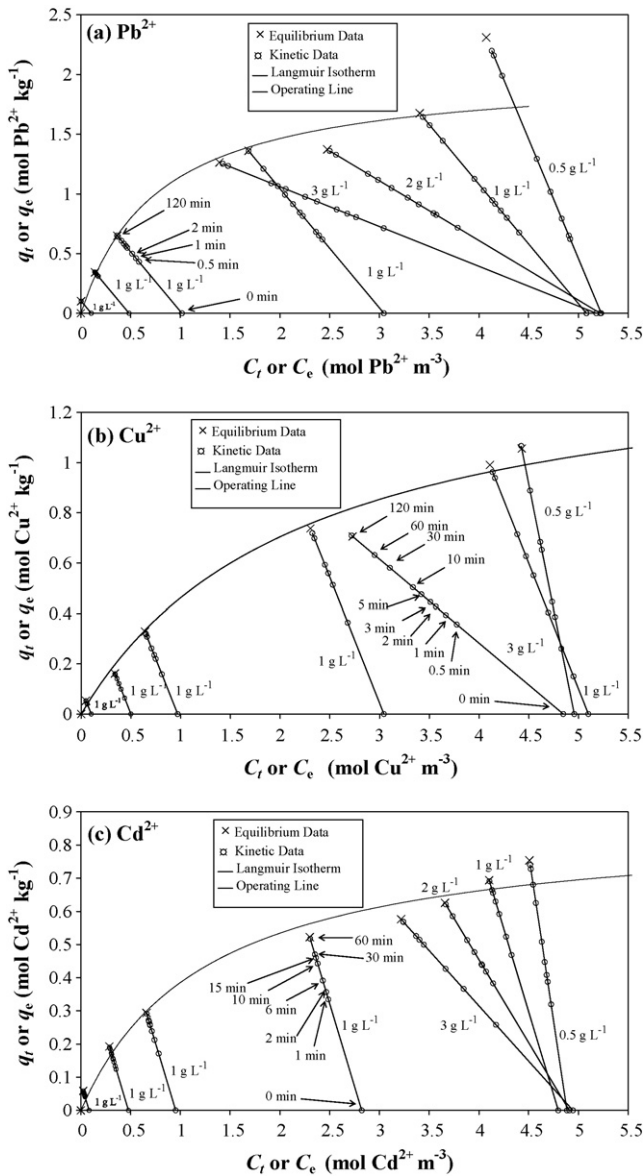 (a) Pb²⁺
Equilibrium Data
Kinetic Data
Langmuir Isotherm
Operating Line
q_t or q_e (mol Pb²⁺ kg⁻¹)
2.5
2
1.5
1
0.5
0
120 min
2 min
1 min
0.5 min
0 min
1 g L⁻¹
1 g L⁻¹
1 g L⁻¹
1 g L⁻¹
3 g L⁻¹
2 g L⁻¹
1 g L⁻¹
0.5 g L⁻¹
0 0.5 1 1.5 2 2.5 3 3.5 4 4.5 5 5.5
C_t or C_e (mol Pb²⁺ m⁻³)
(b) Cu²⁺
Equilibrium Data
Kinetic Data
Langmuir Isotherm
Operating Line
q_t or q_e (mol Cu²⁺ kg⁻¹)
1.2
1
0.8
0.6
0.4
0.2
0
120 min
60 min
30 min
10 min
5 min
3 min
2 min
1 min
0.5 min
0 min
1 g L⁻¹
1 g L⁻¹
1 g L⁻¹
1 g L⁻¹
3 g L⁻¹
0.5 g L⁻¹
1 g L⁻¹
0 0.5 1 1.5 2 2.5 3 3.5 4 4.5 5 5.5
C_t or C_e (mol Cu²⁺ m⁻³)
(c) Cd²⁺
Equilibrium Data
Kinetic Data
Langmuir Isotherm
Operating Line
q_t or q_e (mol Cd²⁺ kg⁻¹)
0.9
0.8
0.7
0.6
0.5
0.4
0.3
0.2
0.1
0
60 min
30 min
15 min
10 min
6 min
2 min
1 min
0 min
1 g L⁻¹
1 g L⁻¹
1 g L⁻¹
1 g L⁻¹
3 g L⁻¹
2 g L⁻¹
1 g L⁻¹
0.5 g L⁻¹
0 0.5 1 1.5 2 2.5 3 3.5 4 4.5 5 5.5
C_t or C_e (mol Cd²⁺ m⁻³)